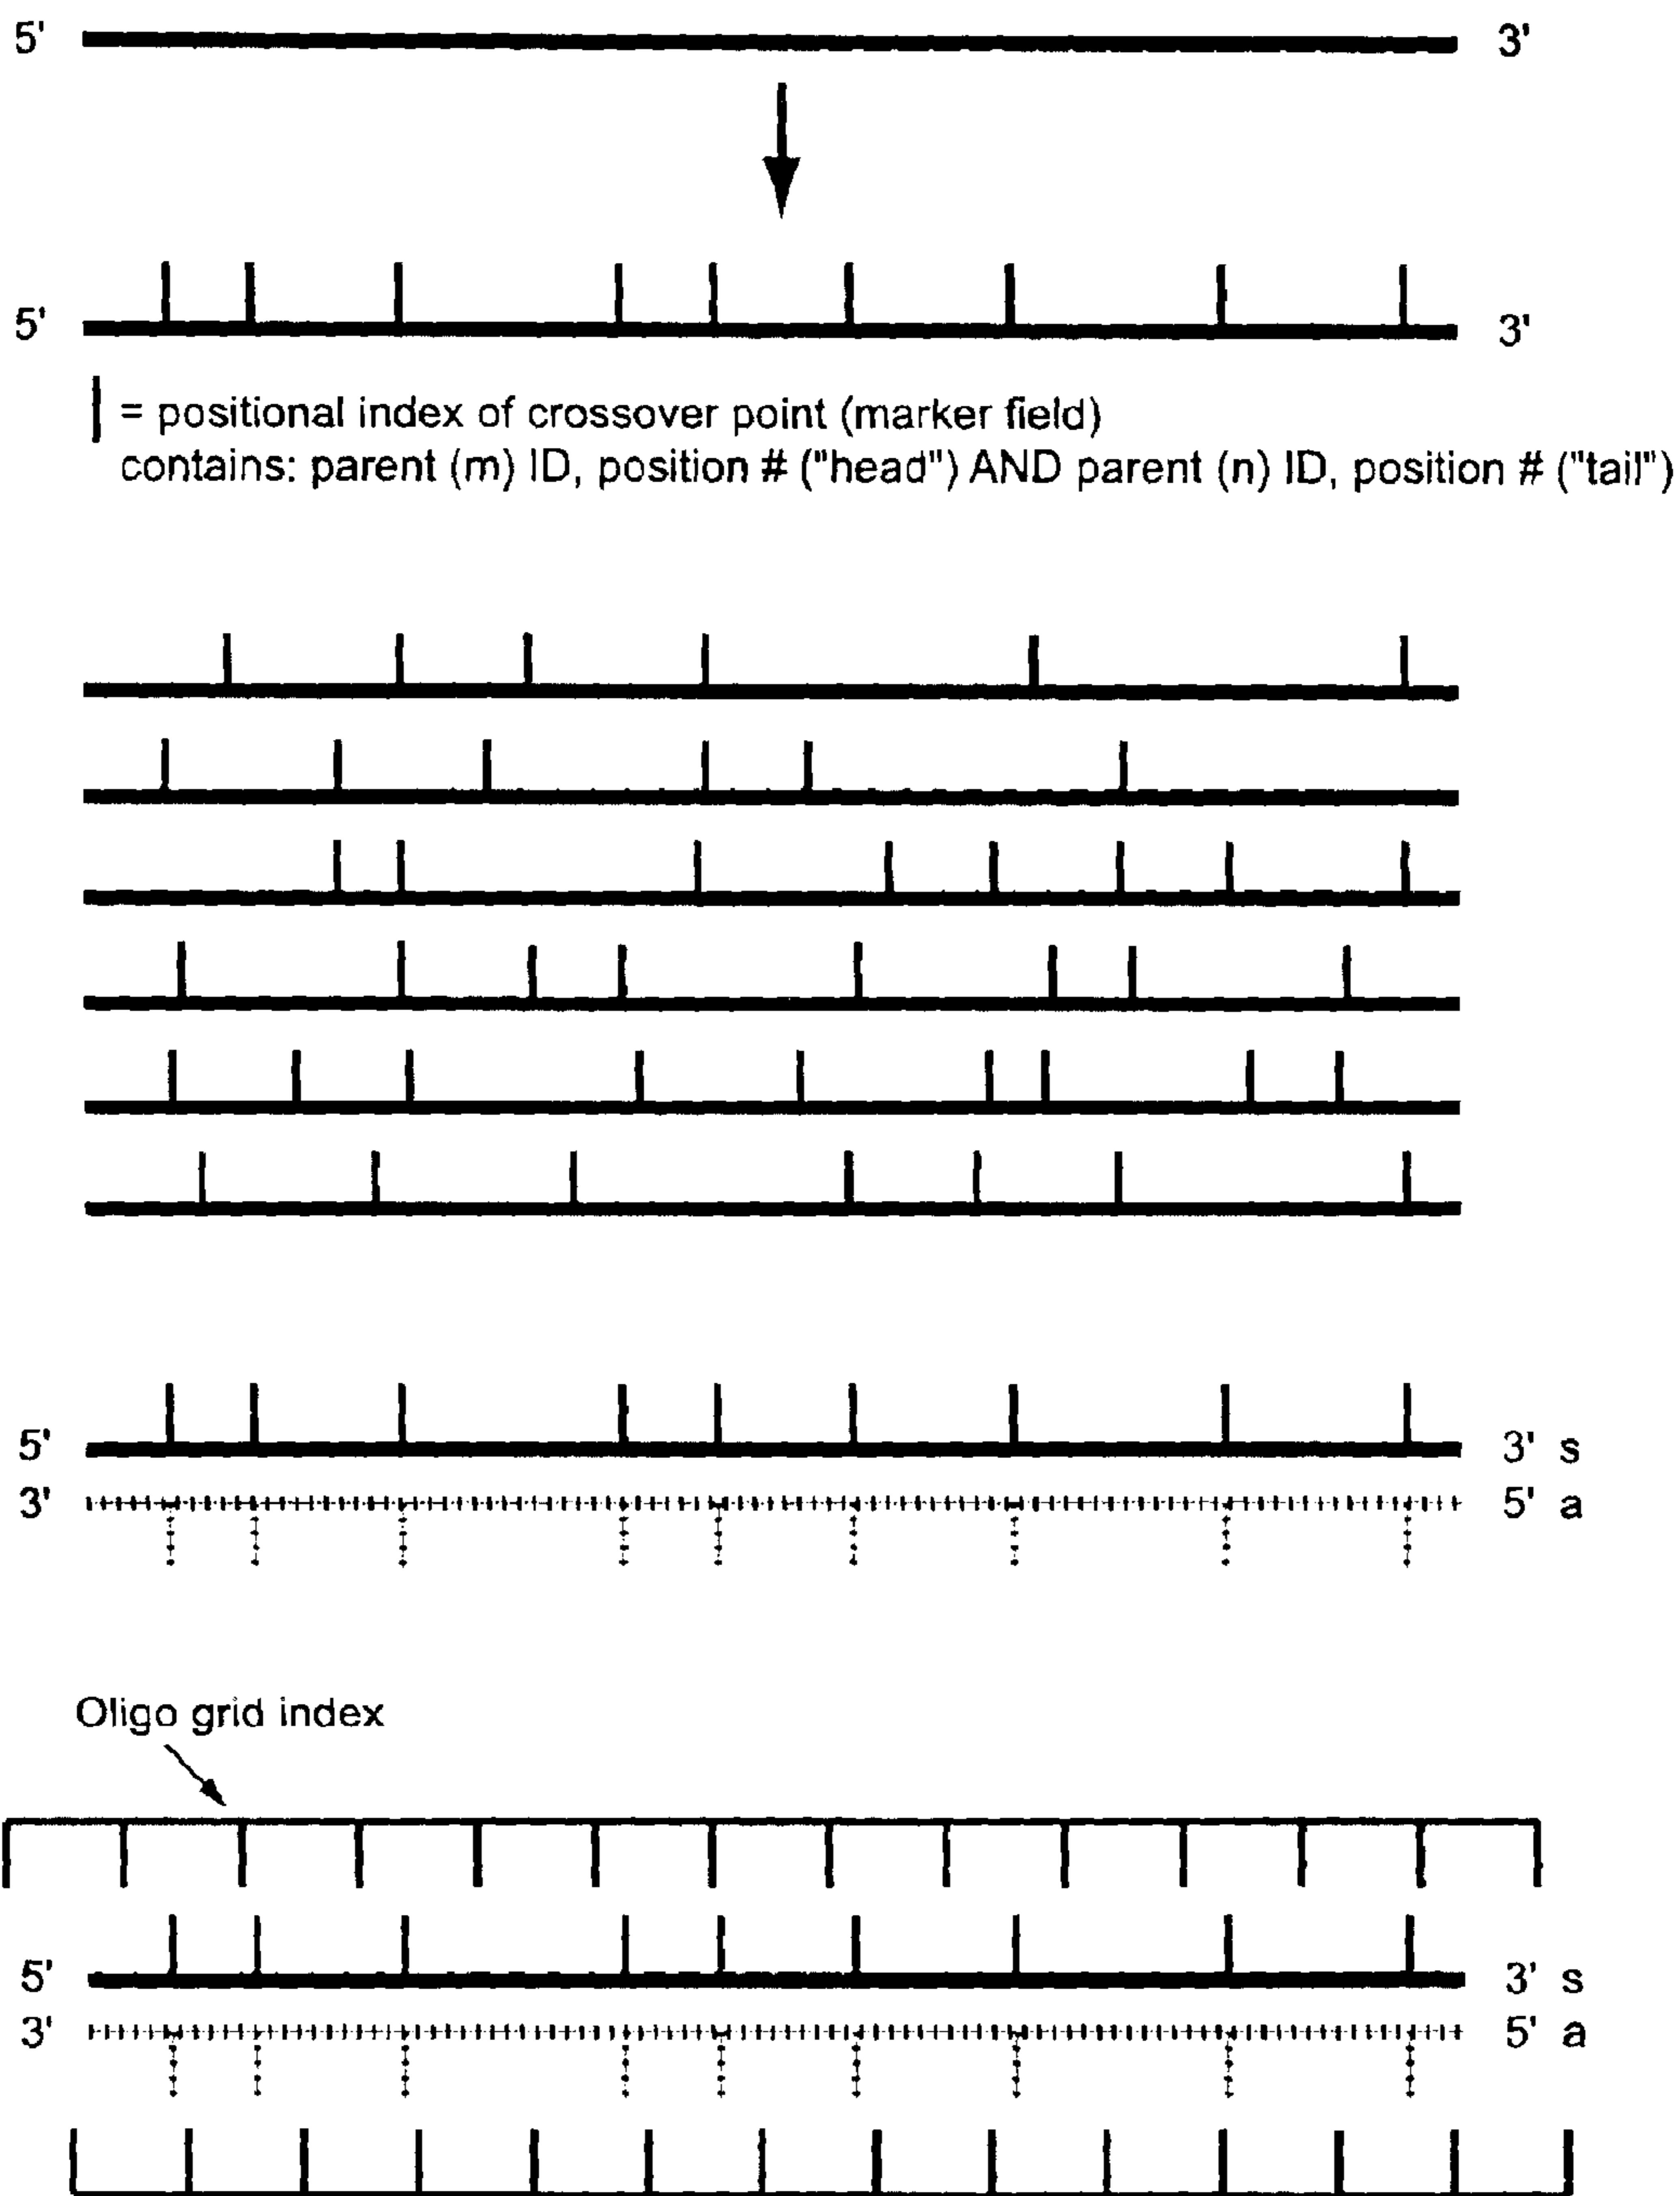 5' 3'
5' 3'
| = positional index of crossover point (marker field)
contains: parent (m) ID, position # ("head") AND parent (n) ID, position # ("tail")
5' 3' s
3' 5' a
Oligo grid index
5' 3' s
3' 5' a